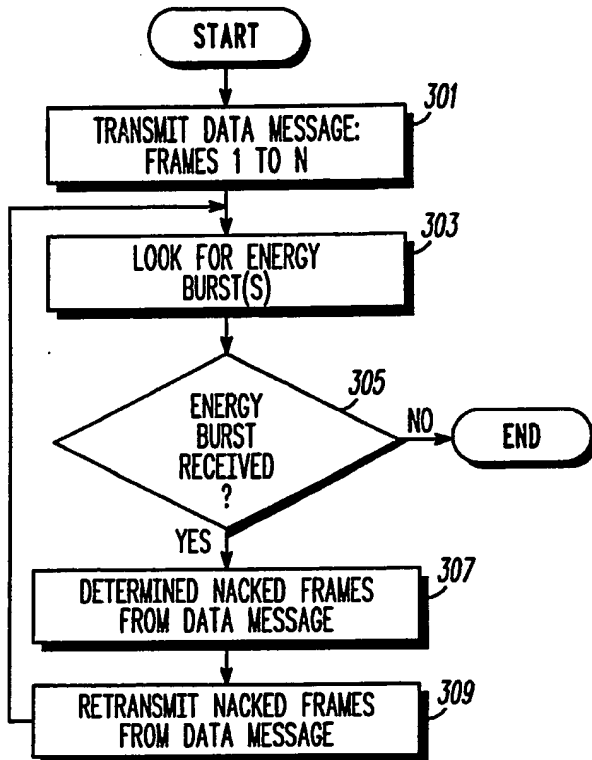 START
301
TRANSMIT DATA MESSAGE:
FRAMES 1 TO N
303
LOOK FOR ENERGY
BURST(S)
305
ENERGY
BURST
RECEIVED
?
NO
END
YES
307
DETERMINED NACKED FRAMES
FROM DATA MESSAGE
309
RETRANSMIT NACKED FRAMES
FROM DATA MESSAGE